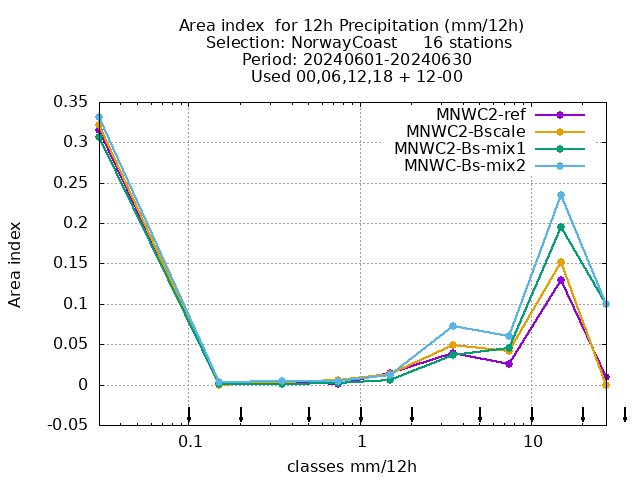 Area index  for 12h Precipitation (mm/12h)
Selection: NorwayCoast     16 stations
Period: 20240601-20240630
Used 00,06,12,18 + 12-00
MNWC2-ref
MNWC2-Bscale
MNWC2-Bs-mix1
MNWC-Bs-mix2
Area index
0.35
0.3
0.25
0.2
0.15
0.1
0.05
0
-0.05
0.1 1 10
classes mm/12h